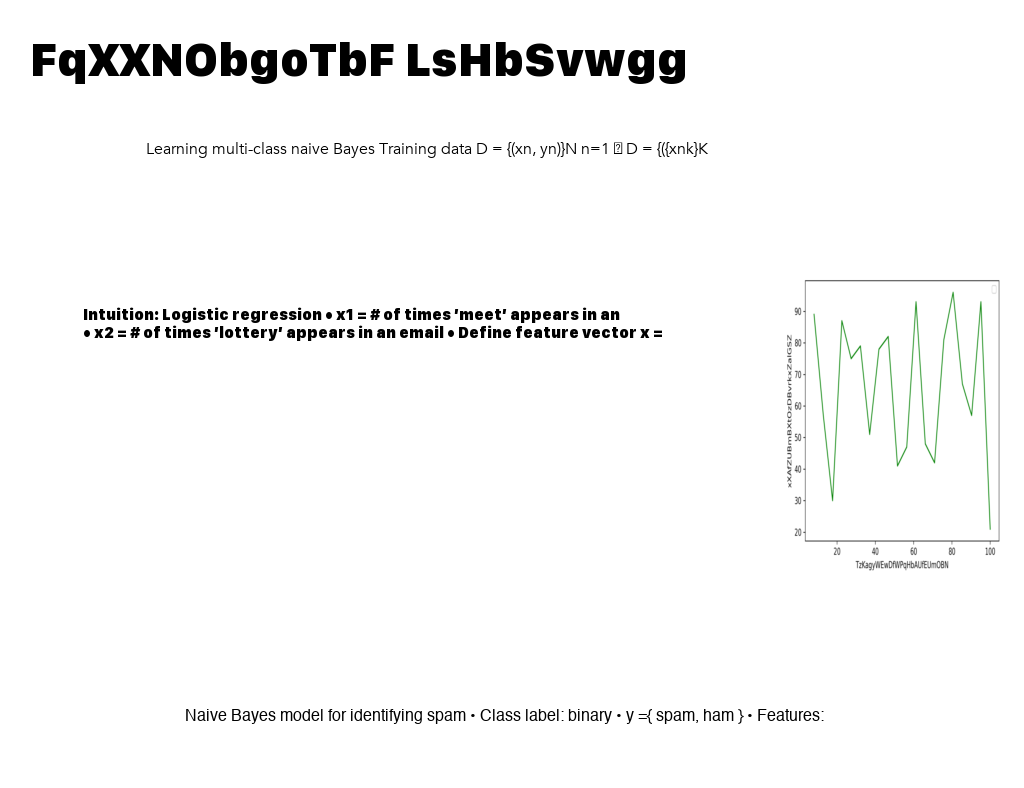 FqXXNObgoTbF LsHbSvwgg
Learning multi-class naive Bayes Training data D = {(xn, yn)}N n=1 D = {({xnk}K
Intuition: Logistic regression • x1 = # of times ’meet’ appears in an
• x2 = # of times ’lottery’ appears in an email • Define feature vector x =
90
80
70
60
50
40
30
20
20 40 60 80 100
TzKagyWEwDfWPqHbAUfEUmOBN
Naive Bayes model for identifying spam • Class label: binary • y ={ spam, ham } • Features: